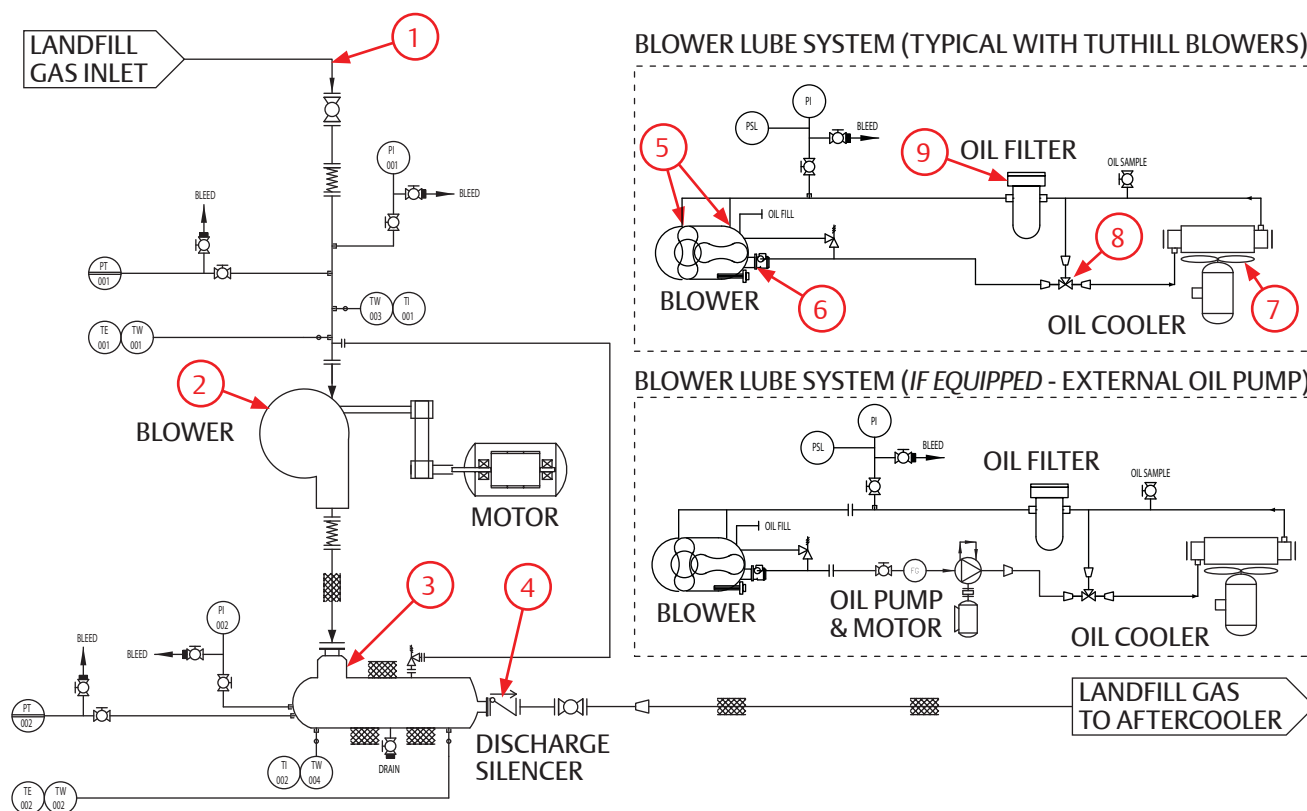 LANDFILL
GAS INLET
1
PI
001
BLEED
BLEED
PT
001
TW
003
TI
001
TE
001
TW
001
2
BLOWER
MOTOR
3
4
PI
002
BLEED
BLEED
PT
002
DISCHARGE
SILENCER
DRAIN
TI
002
TW
004
TE
002
TW
002
LANDFILL GAS
TO AFTERCOOLER
BLOWER LUBE SYSTEM (TYPICAL WITH TUTHILL BLOWERS)
PI
PSL
BLEED
5
9
OIL FILTER
OIL SAMPLE
OIL FILL
8
BLOWER
6
7
OIL COOLER
BLOWER LUBE SYSTEM (IF EQUIPPED - EXTERNAL OIL PUMP)
PI
PSL
BLEED
OIL FILTER
OIL SAMPLE
OIL FILL
FG
BLOWER
OIL PUMP
& MOTOR
OIL COOLER